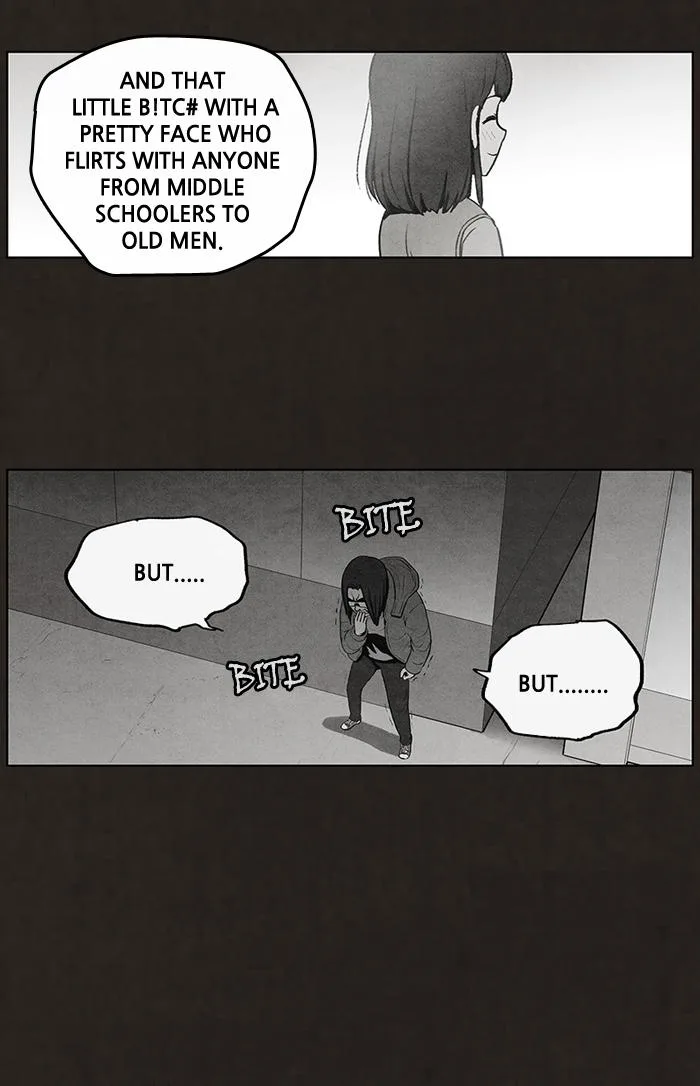 AND THAT
LITTLE B!TC# WITH A
PRETTY FACE WHO
FLIRTS WITH ANYONE
FROM MIDDLE
SCHOOLERS TO
OLD MEN.
BITE
BUT.....
BITE
BUT........